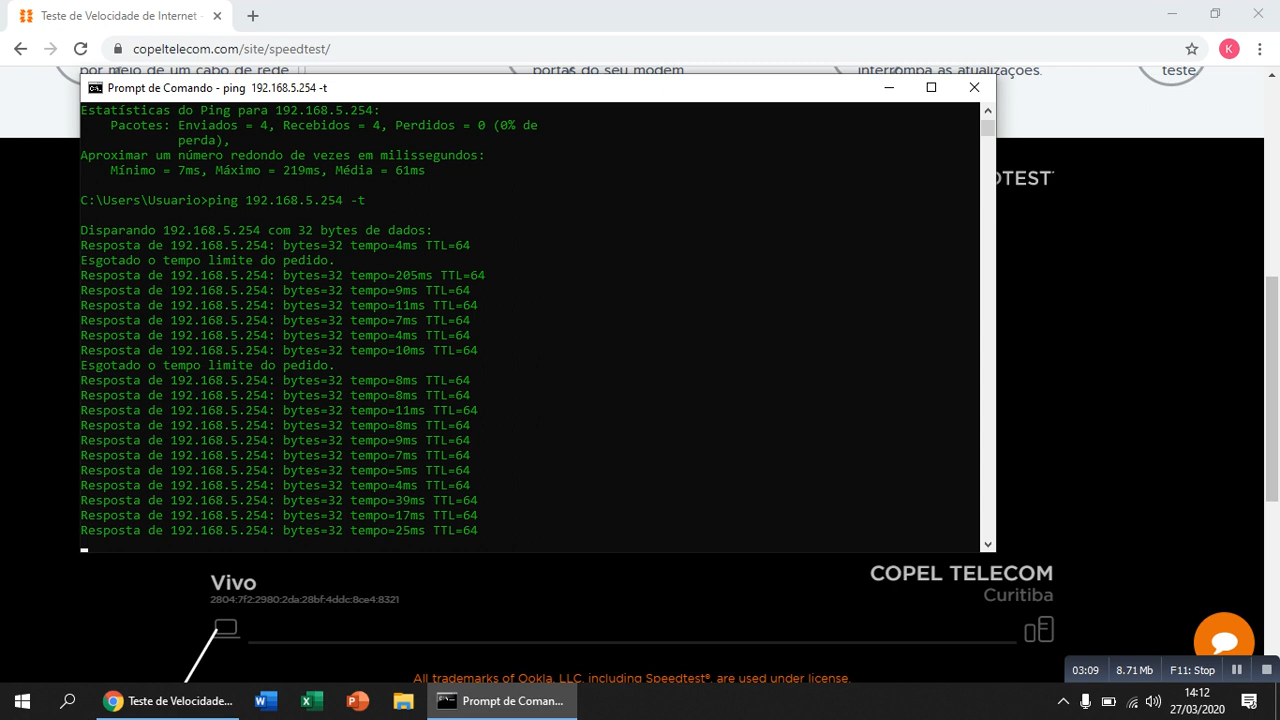 Teste de Velocidade de Internet -
copeltelecom.com/site/speedtest/
K
por meio de um cabo de rede
portas do seu modem
interrompa as atualizações.
teste
Prompt de Comando - ping  192.168.5.254 -t
Estatísticas do Ping para 192.168.5.254:
Pacotes: Enviados = 4, Recebidos = 4, Perdidos = 0 (0% de
perda),
Aproximar um número redondo de vezes em milissegundos:
Mínimo = 7ms, Máximo = 219ms, Média = 61ms
C:\Users\Usuario>ping 192.168.5.254 -t
Disparando 192.168.5.254 com 32 bytes de dados:
Resposta de 192.168.5.254: bytes=32 tempo=4ms TTL=64
Esgotado o tempo limite do pedido.
Resposta de 192.168.5.254: bytes=32 tempo=205ms TTL=64
Resposta de 192.168.5.254: bytes=32 tempo=9ms TTL=64
Resposta de 192.168.5.254: bytes=32 tempo=11ms TTL=64
Resposta de 192.168.5.254: bytes=32 tempo=7ms TTL=64
Resposta de 192.168.5.254: bytes=32 tempo=4ms TTL=64
Resposta de 192.168.5.254: bytes=32 tempo=10ms TTL=64
Esgotado o tempo limite do pedido.
Resposta de 192.168.5.254: bytes=32 tempo=8ms TTL=64
Resposta de 192.168.5.254: bytes=32 tempo=8ms TTL=64
Resposta de 192.168.5.254: bytes=32 tempo=11ms TTL=64
Resposta de 192.168.5.254: bytes=32 tempo=8ms TTL=64
Resposta de 192.168.5.254: bytes=32 tempo=9ms TTL=64
Resposta de 192.168.5.254: bytes=32 tempo=7ms TTL=64
Resposta de 192.168.5.254: bytes=32 tempo=5ms TTL=64
Resposta de 192.168.5.254: bytes=32 tempo=4ms TTL=64
Resposta de 192.168.5.254: bytes=32 tempo=39ms TTL=64
Resposta de 192.168.5.254: bytes=32 tempo=17ms TTL=64
Resposta de 192.168.5.254: bytes=32 tempo=25ms TTL=64
DTEST
Vivo
2804:7f2:2980:2da:28bf:4ddc:8ce4:8321
COPEL TELECOM
Curitiba
All trademarks of Ookla, LLC, including Speedtest®, are used under license.
03:09
8.71 Mb
F11: Stop
Teste de Velocidade...
Prompt de Coman...
14:12
27/03/2020